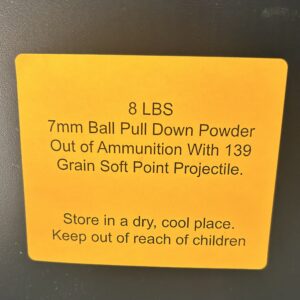 8 LBS
7mm Ball Pull Down Powder
Out of Ammunition With 139
Grain Soft Point Projectile.
Store in a dry, cool place.
Keep out of reach of children